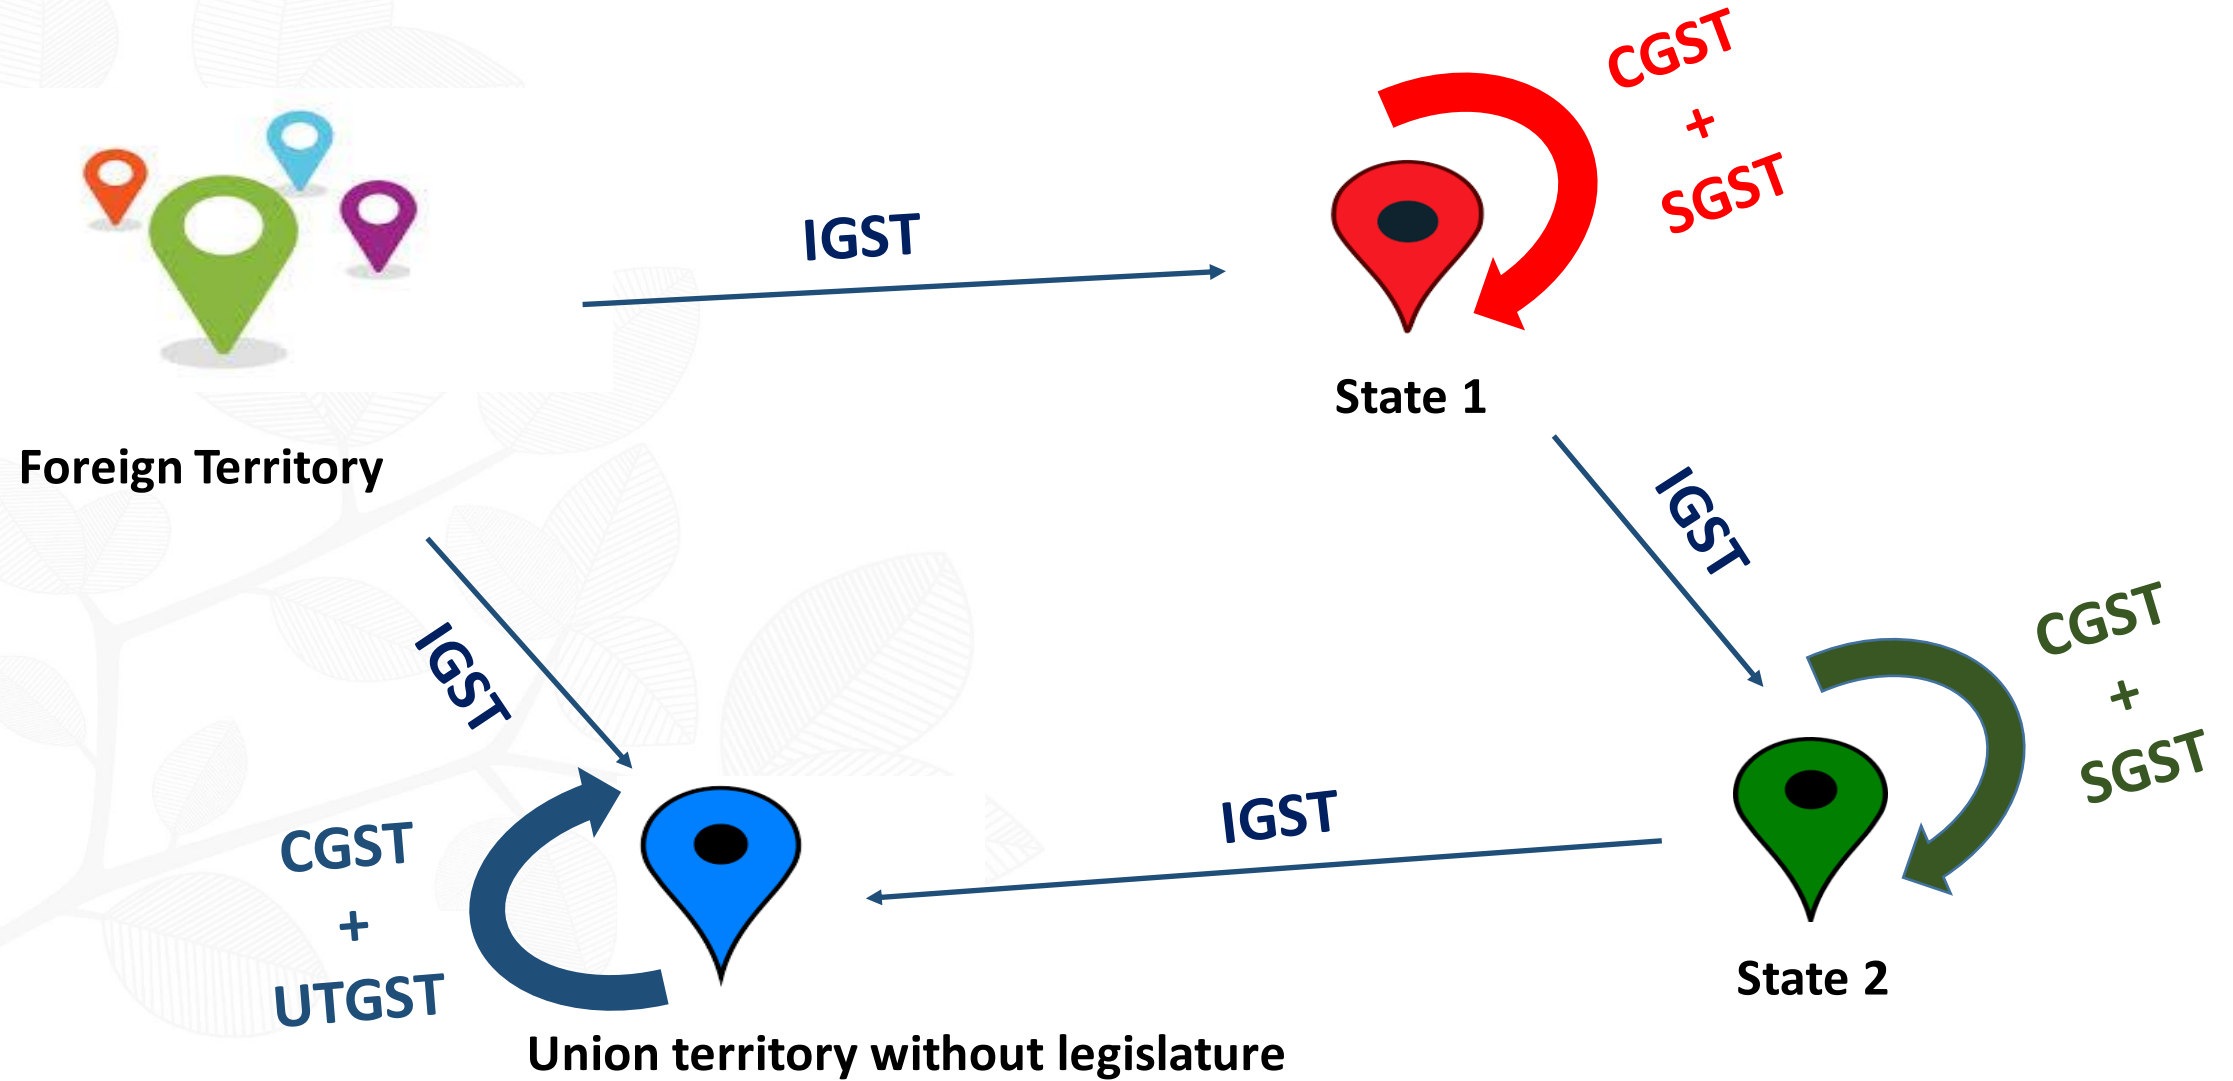 CGST
+
SGST
IGST
State 1
Foreign Territory
IGST
IGST
CGST
+
SGST
IGST
CGST
+
UTGST
State 2
Union territory without legislature